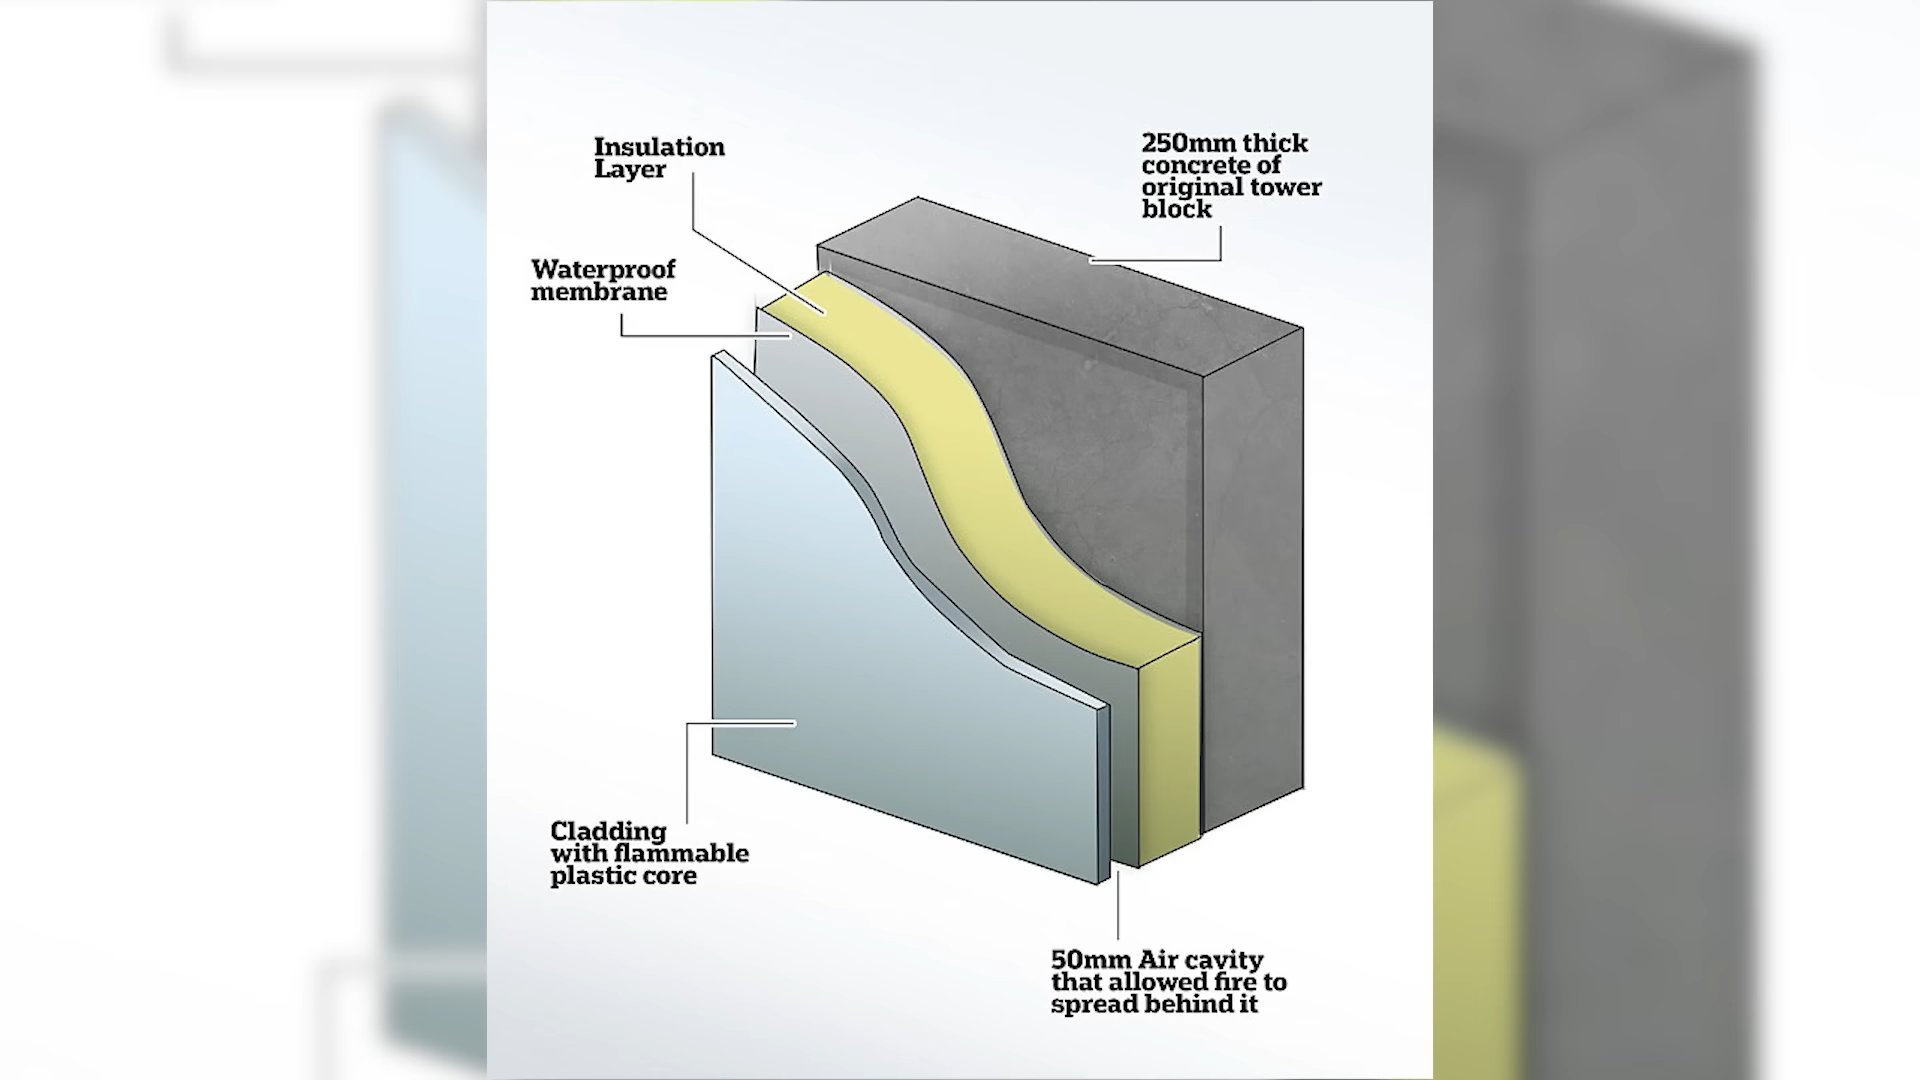 Insulation
Layer
250mm thick
concrete of
original tower
block
Waterproof
membrane
Cladding
with flammable
plastic core
50mm Air cavity
that allowed fire to
spread behind it